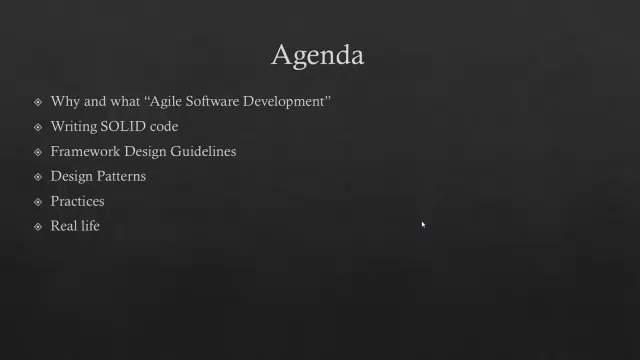 Agenda
Why and what “Agile Software Development”
Writing SOLID code
Framework Design Guidelines
Design Patterns
Practices
Real life